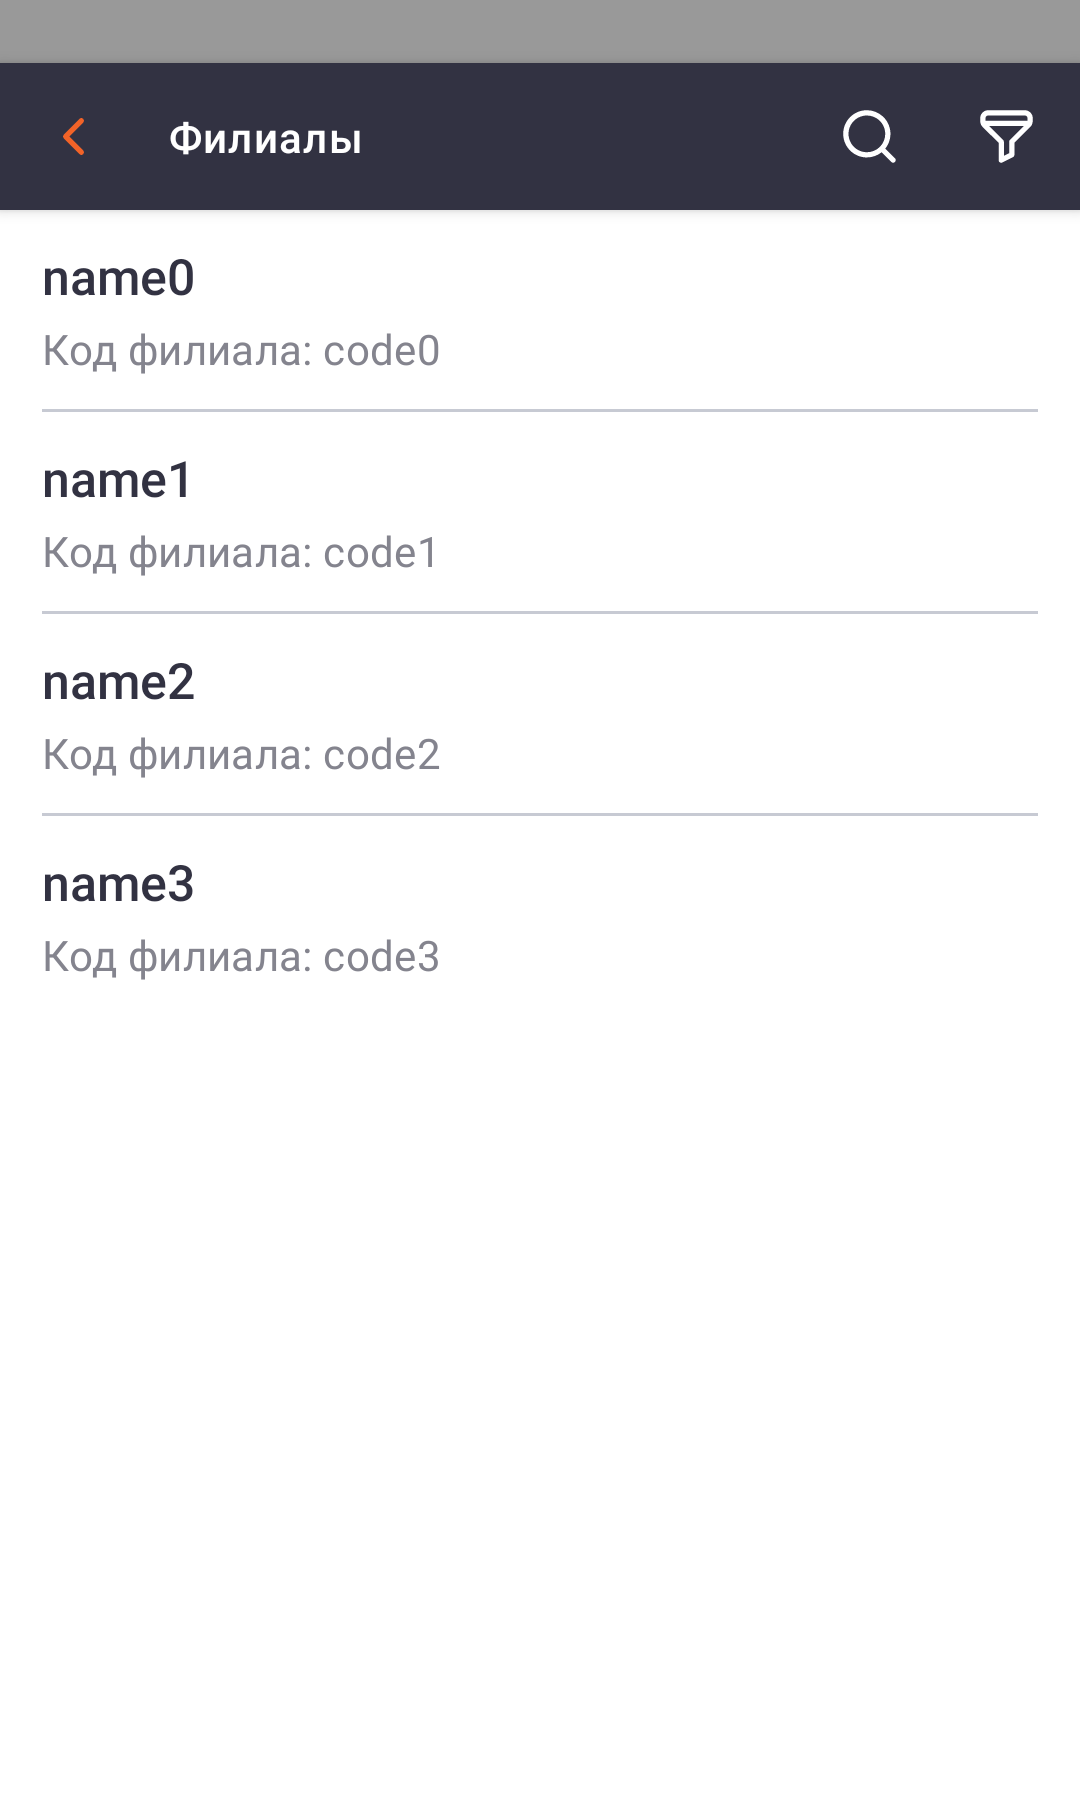 Филиалы
name0
Код филиала: code0
name1
Код филиала: code1
name2
Код филиала: code2
name3
Код филиала: code3